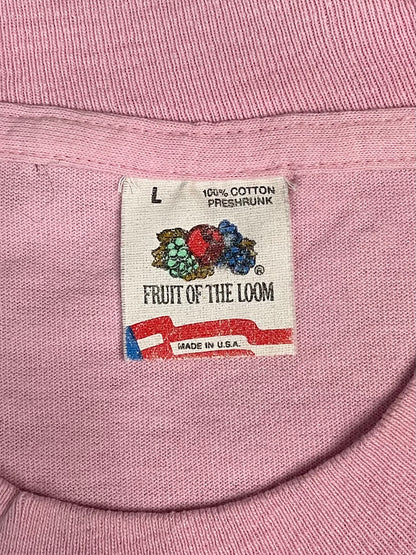 L
100% COTTON
PRESHRUNK
®
FRUIT OF THE LOOM
MADE IN U.S.A.